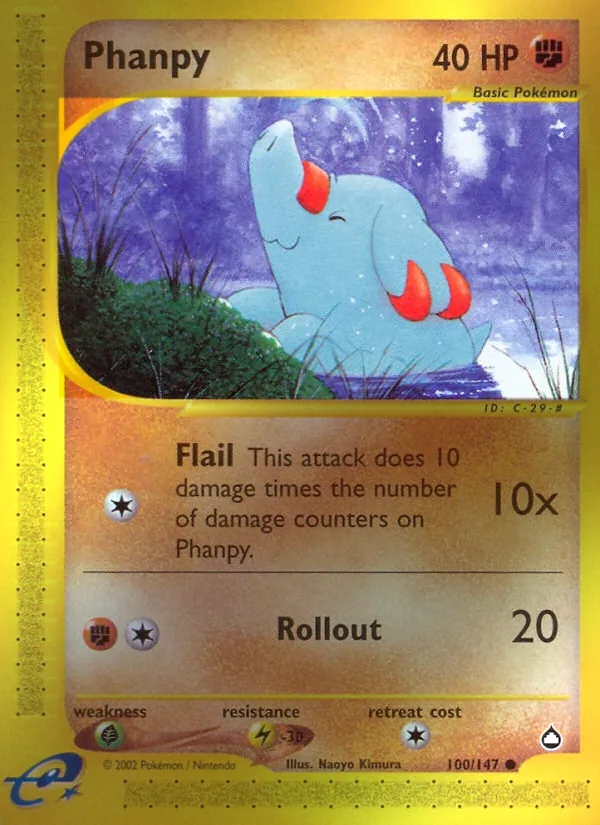 Phanpy 40 HP
Basic Pokémon
ID: C-29-#
Flail This attack does 10
damage times the number
of damage counters on
Phanpy.
10x
Rollout 20
weakness resistance retreat cost
-30
© 2002 Pokémon / Nintendo Illus. Naoyo Kimura 100/147
e